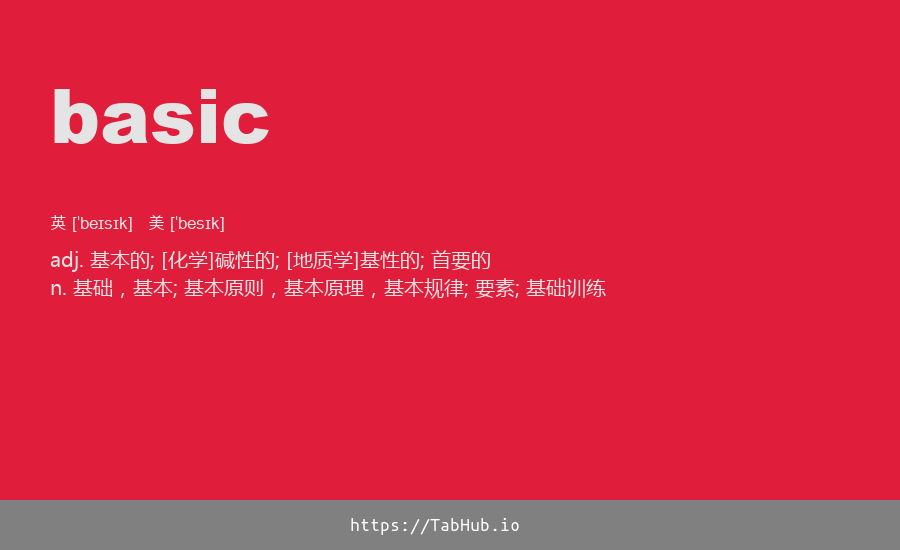 basic
英 [ˈbeɪsɪk] 美 [ˈbesɪk]
adj. 基本的; [化学]碱性的; [地质学]基性的; 首要的
n. 基础，基本; 基本原则，基本原理，基本规律; 要素; 基础训练
https://TabHub.io